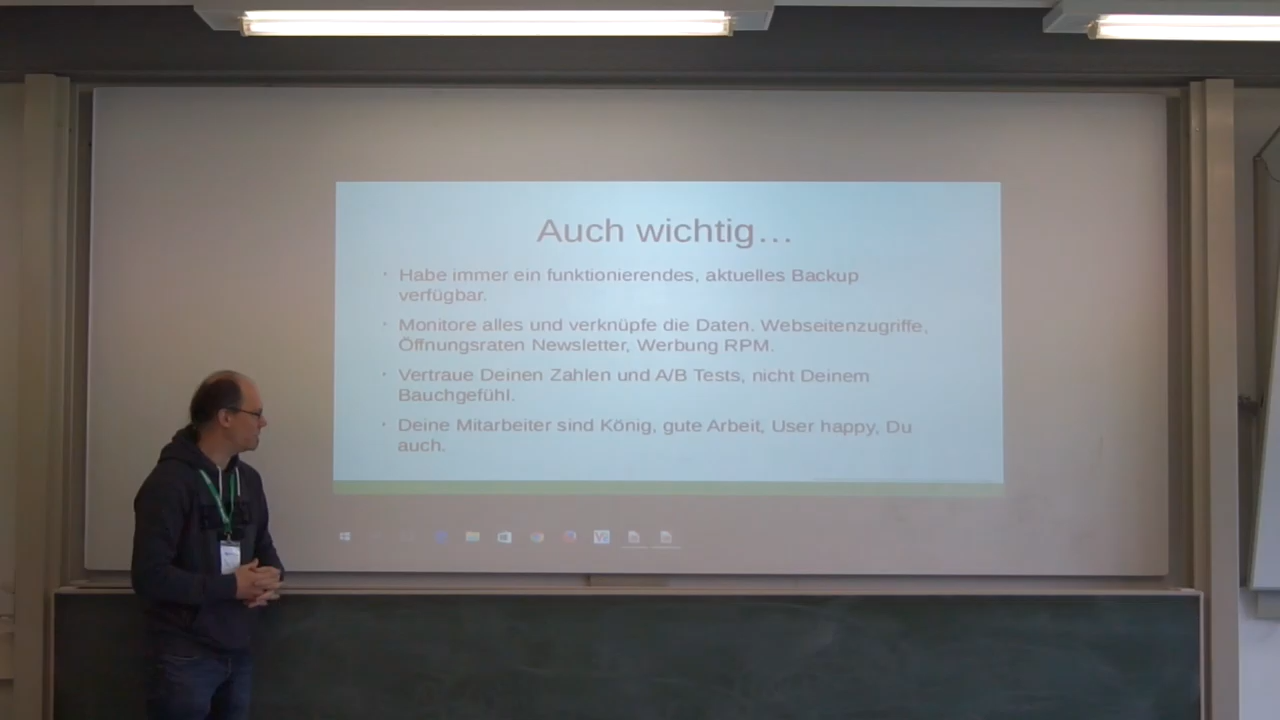 Auch wichtig…
• Habe immer ein funktionierendes, aktuelles Backup
verfügbar.
• Monitore alles und verknüpfe die Daten. Webseitenzugriffe,
Öffnungsraten Newsletter, Werbung RPM.
• Vertraue Deinen Zahlen und A/B Tests, nicht Deinem
Bauchgefühl.
• Deine Mitarbeiter sind König, gute Arbeit, User happy, Du
auch.